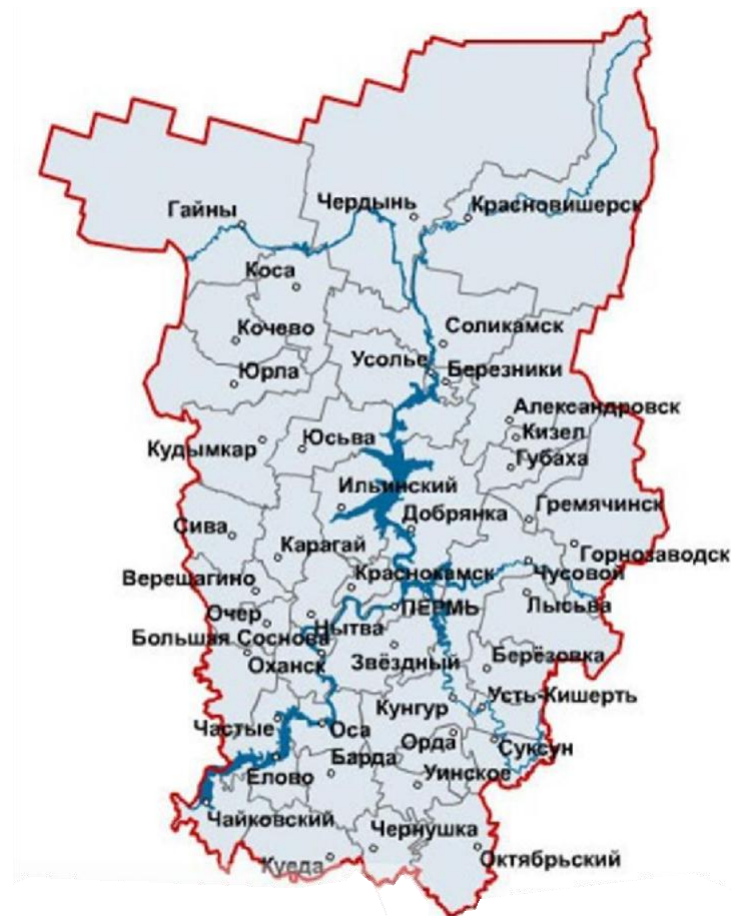 Гайны
Чердынь
Красновишерск
Коса
Кочево
Соликамск
Юрла
Усолье
Березники
Александровск
Кудымкар
Юсьва
Кизел
Губаха
Ильинский
Сива
Добрянка
Гремячинск
Карагай
Горнозаводск
Верещагино
Краснокамск
Чусовой
Очер
ПЕРМЬ
Лысьва
Большая Соснова
Нытва
Оханск
Звёздный
Берёзовка
Частые
Оса
Кунгур
Усть-Кишерть
Орда
Суксун
Елово
Барда
Уинское
Чайковский
Чернушка
Куеда
Октябрьский